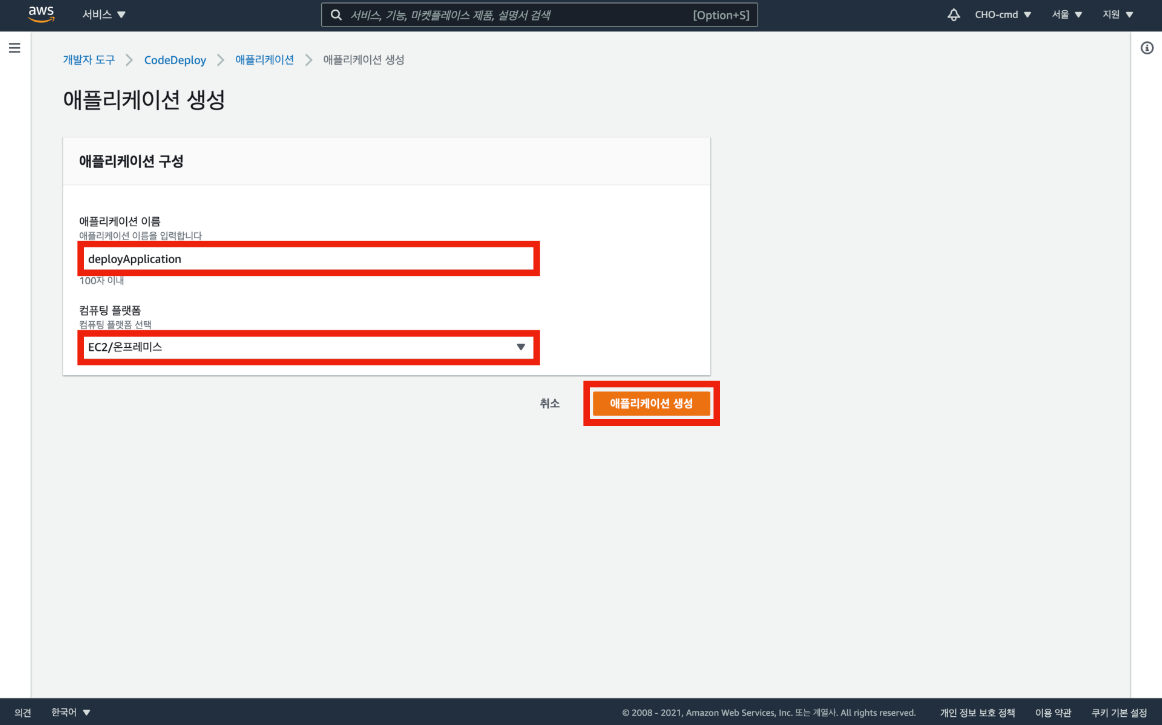 aws 서비스 ▼ 서비스, 기능, 마켓플레이스 제품, 설명서 검색 [Option+S] CHO-cmd ▼ 서울 ▼ 지원 ▼
개발자 도구 > CodeDeploy > 애플리케이션 > 애플리케이션 생성
애플리케이션 생성
애플리케이션 구성
애플리케이션 이름
애플리케이션 이름을 입력합니다
deployApplication
100자 이내
컴퓨팅 플랫폼
컴퓨팅 플랫폼 선택
EC2/온프레미스 ▼
취소 애플리케이션 생성
의견 한국어 ▼ © 2008 - 2021, Amazon Web Services, Inc. 또는 계열사. All rights reserved. 개인 정보 보호 정책 이용 약관 쿠키 기본 설정